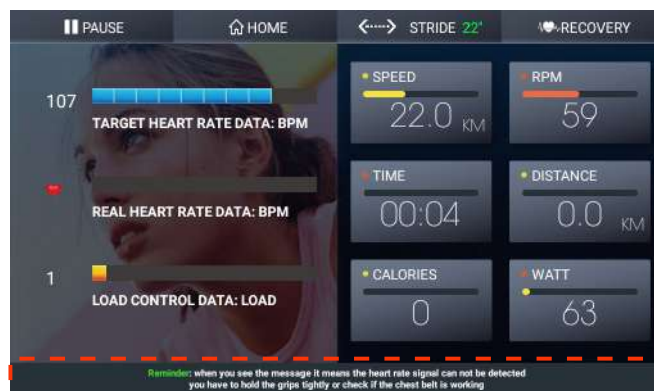 PAUSE HOME STRIDE 22" RECOVERY
107
TARGET HEART RATE DATA: BPM
REAL HEART RATE DATA: BPM
1
LOAD CONTROL DATA: LOAD
SPEED
22.0 KM
RPM
59
TIME
00:04
DISTANCE
0.0 KM
CALORIES
0
WATT
63
Reminder: when you see the message it means the heart rate signal can not be detected
you have to hold the grips tightly or check if the chest belt is working